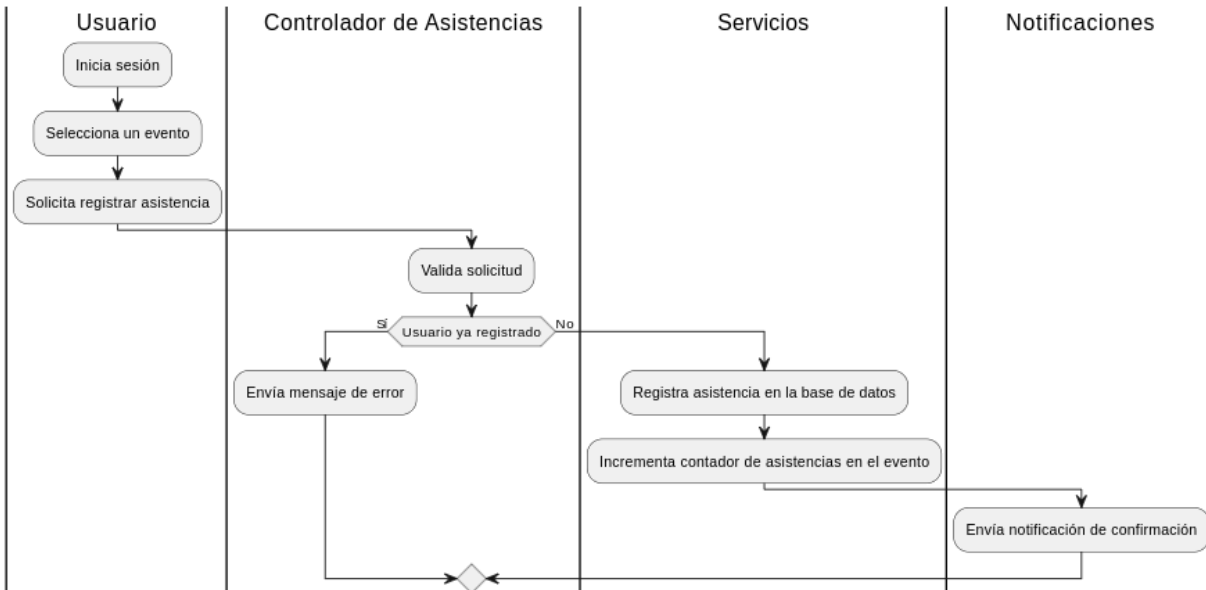 Usuario
Controlador de Asistencias
Servicios
Notificaciones
Inicia sesión
Selecciona un evento
Solicita registrar asistencia
Valida solicitud
Sí
Usuario ya registrado
No
Envía mensaje de error
Registra asistencia en la base de datos
Incrementa contador de asistencias en el evento
Envía notificación de confirmación